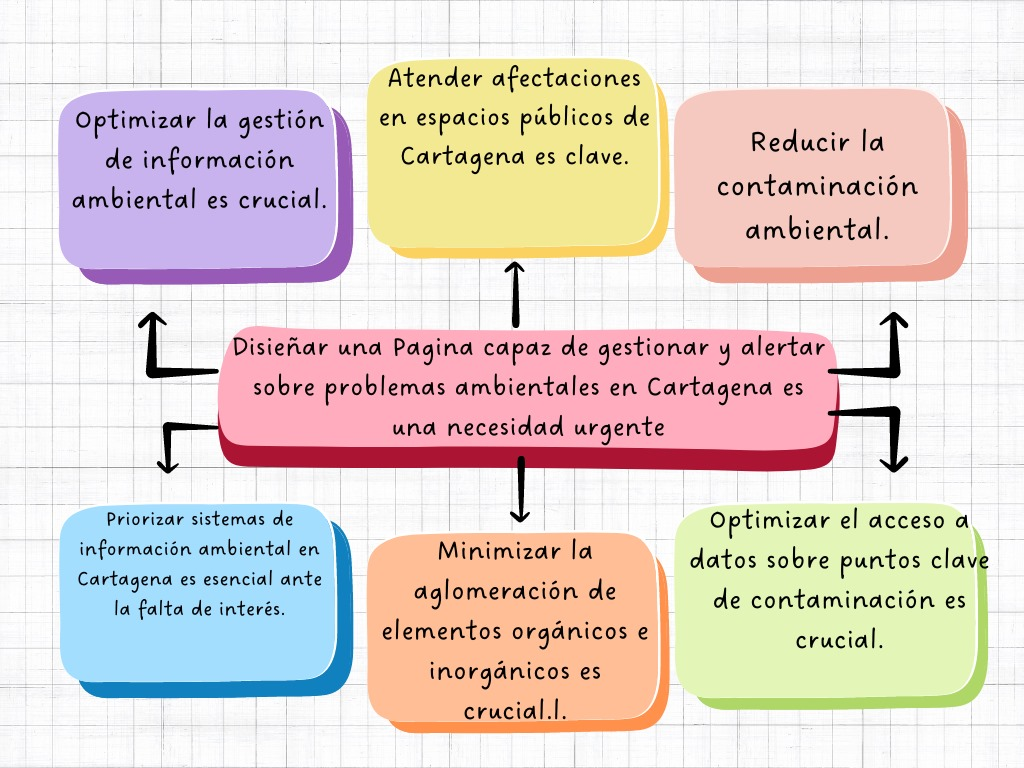 Optimizar la gestión
de información
ambiental es crucial.
Atender afectaciones
en espacios públicos de
Cartagena es clave.
Reducir la
contaminación
ambiental.
Disieñar una Pagina capaz de gestionar y alertar
sobre problemas ambientales en Cartagena es
una necesidad urgente
Priorizar sistemas de
información ambiental en
Cartagena es esencial ante
la falta de interés.
Minimizar la
aglomeración de
elementos orgánicos e
inorgánicos es
crucial.l.
Optimizar el acceso a
datos sobre puntos clave
de contaminación es
crucial.